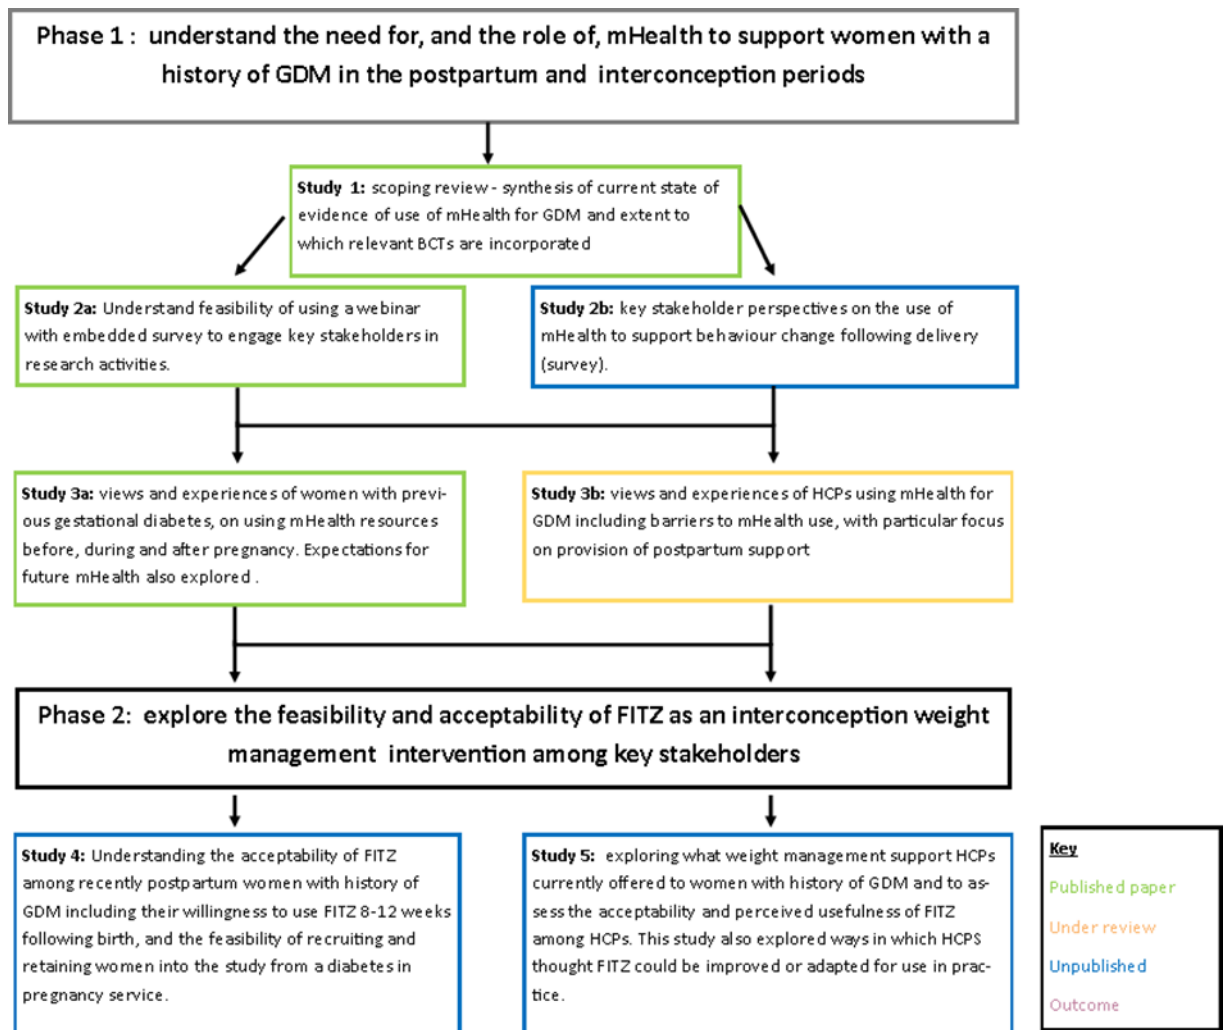 Phase 1 :  understand the need for, and the role of, mHealth to support women with a
history of GDM in the postpartum and  interconception periods
Study  1: scoping review - synthesis of current state of
evidence of use of mHealth for GDM and extent to
which relevant BCTs are incorporated
Study 2a: Understand feasibility of using a webinar
with embedded survey to engage key stakeholders in
research activities.
Study 2b: key stakeholder perspectives on the use of
mHealth to support behaviour change following delivery
(survey).
Study 3a: views and experiences of women with previ-
ous gestational diabetes, on using mHealth resources
before, during and after pregnancy. Expectations for
future mHealth also explored .
Study 3b: views and experiences of HCPs using mHealth for
GDM including barriers to mHealth use, with particular focus
on provision of postpartum support
Phase 2:  explore the feasibility and acceptability of FITZ as an interconception weight
management  intervention among key stakeholders
Study 4: Understanding the acceptability of FITZ
among recently postpartum women with history of
GDM including their willingness to use FITZ 8-12 weeks
following birth, and the feasibility of recruiting and
retaining women into the study from a diabetes in
pregnancy service.
Study 5:  exploring what weight management support HCPs
currently offered to women with history of GDM and to as-
sess the acceptability and perceived usefulness of FITZ
among HCPs. This study also explored ways in which HCPS
thought FITZ could be improved or adapted for use in prac-
tice.
Key
Published paper
Under review
Unpublished
Outcome